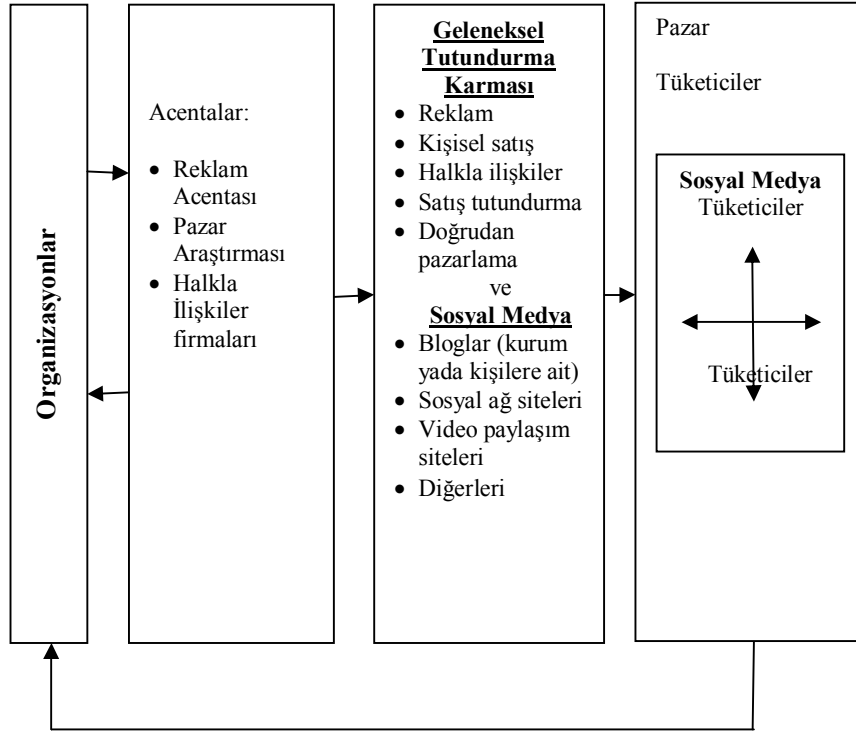 Organizasyonlar
Acentalar:
• Reklam
Acentası
• Pazar
Araştırması
• Halkla
İlişkiler
firmaları
Geleneksel
Tutundurma
Karması
• Reklam
• Kişisel satış
• Halkla ilişkiler
• Satış tutundurma
• Doğrudan
pazarlama
ve
Sosyal Medya
• Bloglar (kurum
yada kişilere ait)
• Sosyal ağ siteleri
• Video paylaşım
siteleri
• Diğerleri
Pazar
Tüketiciler
Sosyal Medya
Tüketiciler
Tüketiciler